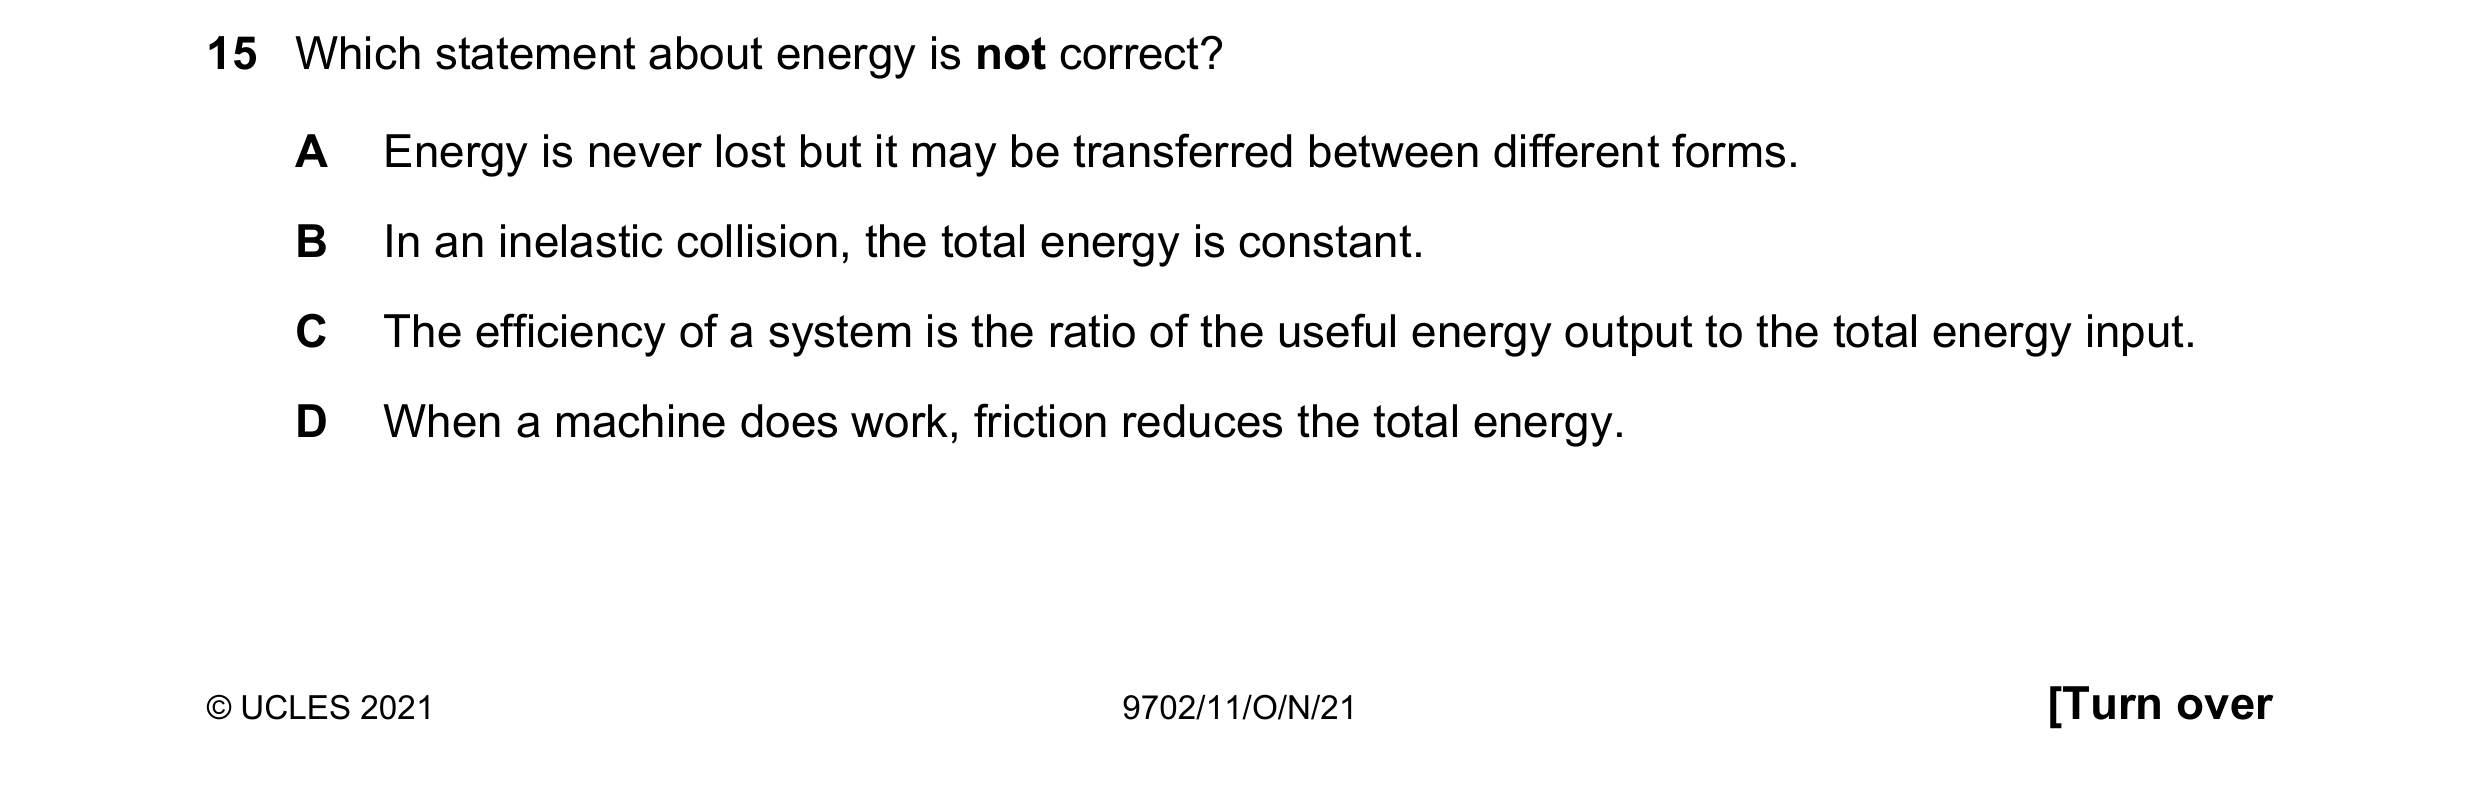 15 Which statement about energy is not correct?
A Energy is never lost but it may be transferred between different forms.
B In an inelastic collision, the total energy is constant.
C The efficiency of a system is the ratio of the useful energy output to the total energy input.
D When a machine does work, friction reduces the total energy.
© UCLES 2021 9702/11/O/N/21 [Turn over